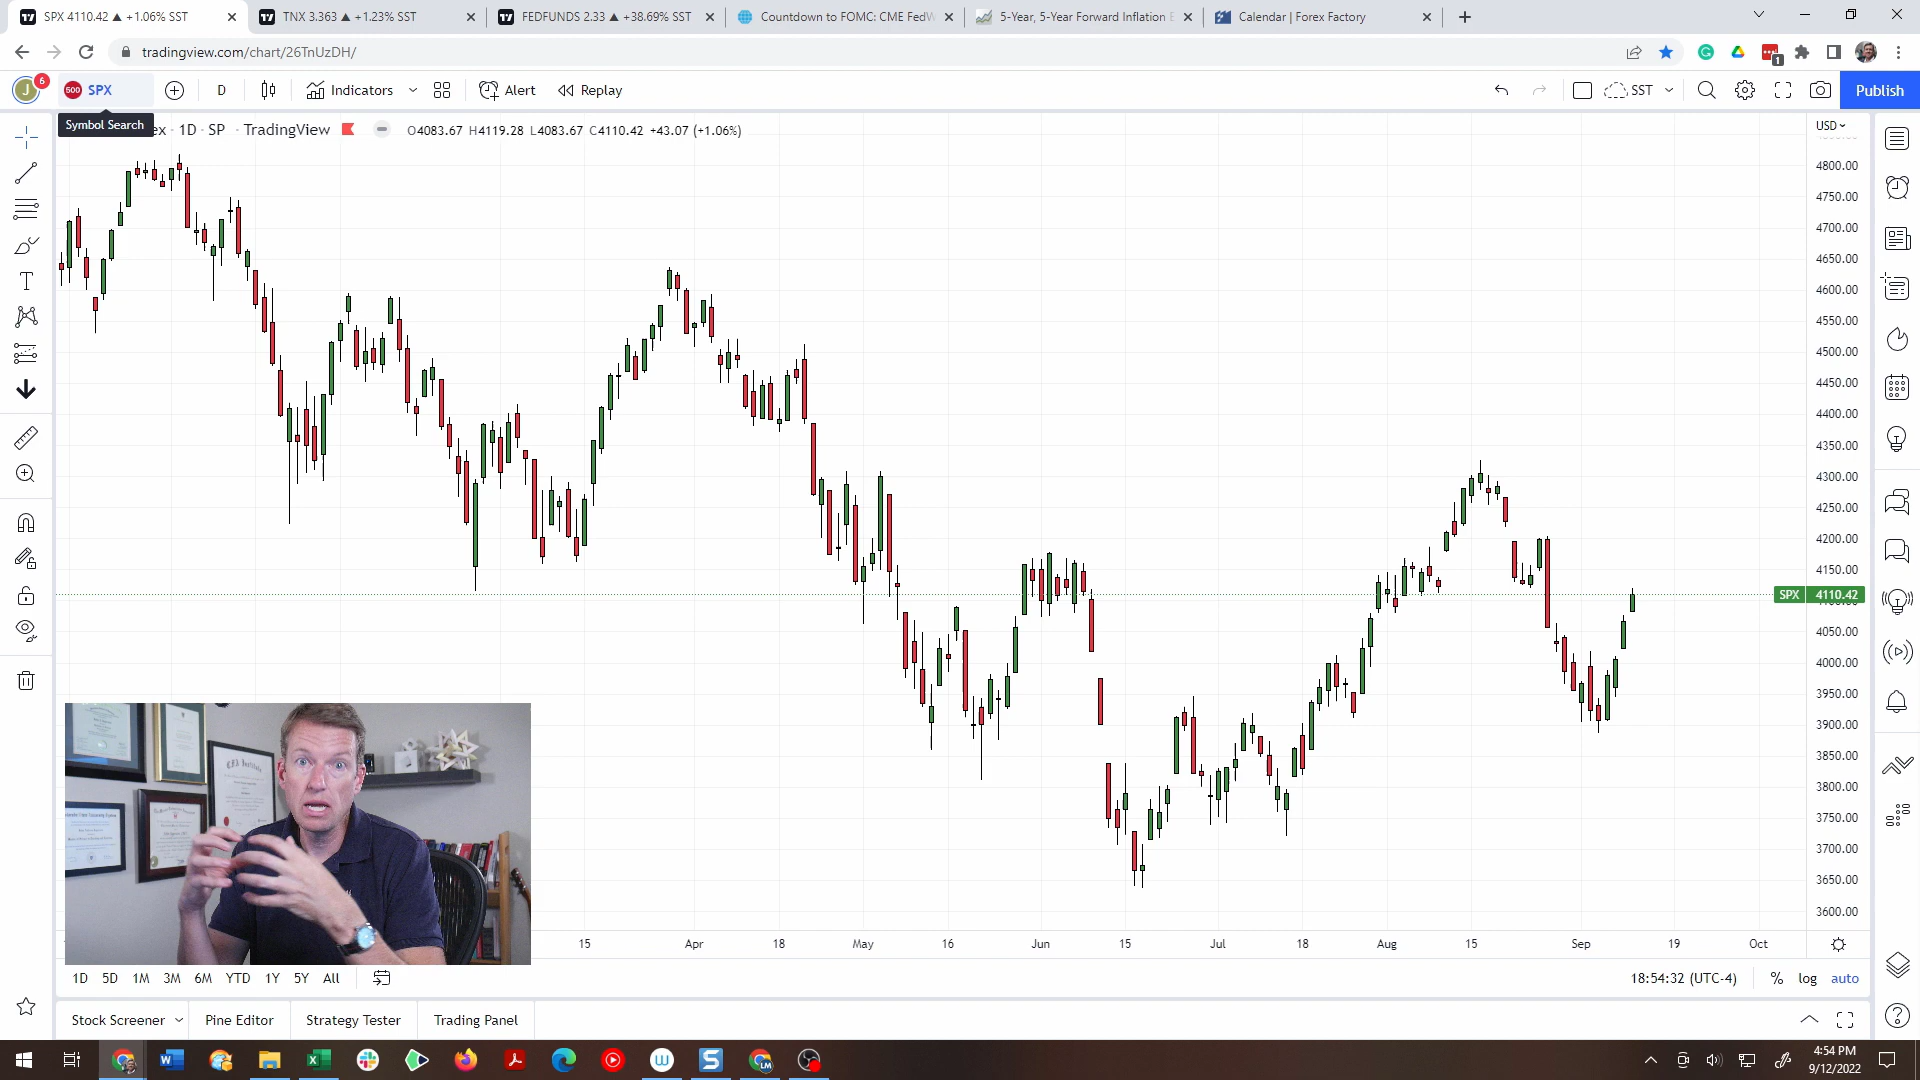 SPX 4110.42 ▲ +1.06% SST
TNX 3.363 ▲ +1.23% SST
FEDFUNDS 2.33 ▲ +38.69% SST
Countdown to FOMC: CME FedW
5-Year, 5-Year Forward Inflation E
Calendar | Forex Factory
tradingview.com/chart/26TnUzDH/
1
J
6
500 SPX
D
Indicators
Alert
Replay
SST
Publish
Symbol Search
ex · 1D · SP · TradingView
O4083.67 H4119.28 L4083.67 C4110.42 +43.07 (+1.06%)
USD
4800.00
4750.00
4700.00
4650.00
4600.00
4550.00
4500.00
4450.00
4400.00
4350.00
4300.00
4250.00
4200.00
4150.00
SPX 4110.42
4050.00
4000.00
3950.00
3900.00
3850.00
3800.00
3750.00
3700.00
3650.00
3600.00
CFA Institute
15 Apr 18 May 16 Jun 15 Jul 18 Aug 15 Sep 19 Oct
1D 5D 1M 3M 6M YTD 1Y 5Y All
18:54:32 (UTC-4) % log auto
Stock Screener
Pine Editor
Strategy Tester
Trading Panel
LM
4:54 PM
9/12/2022